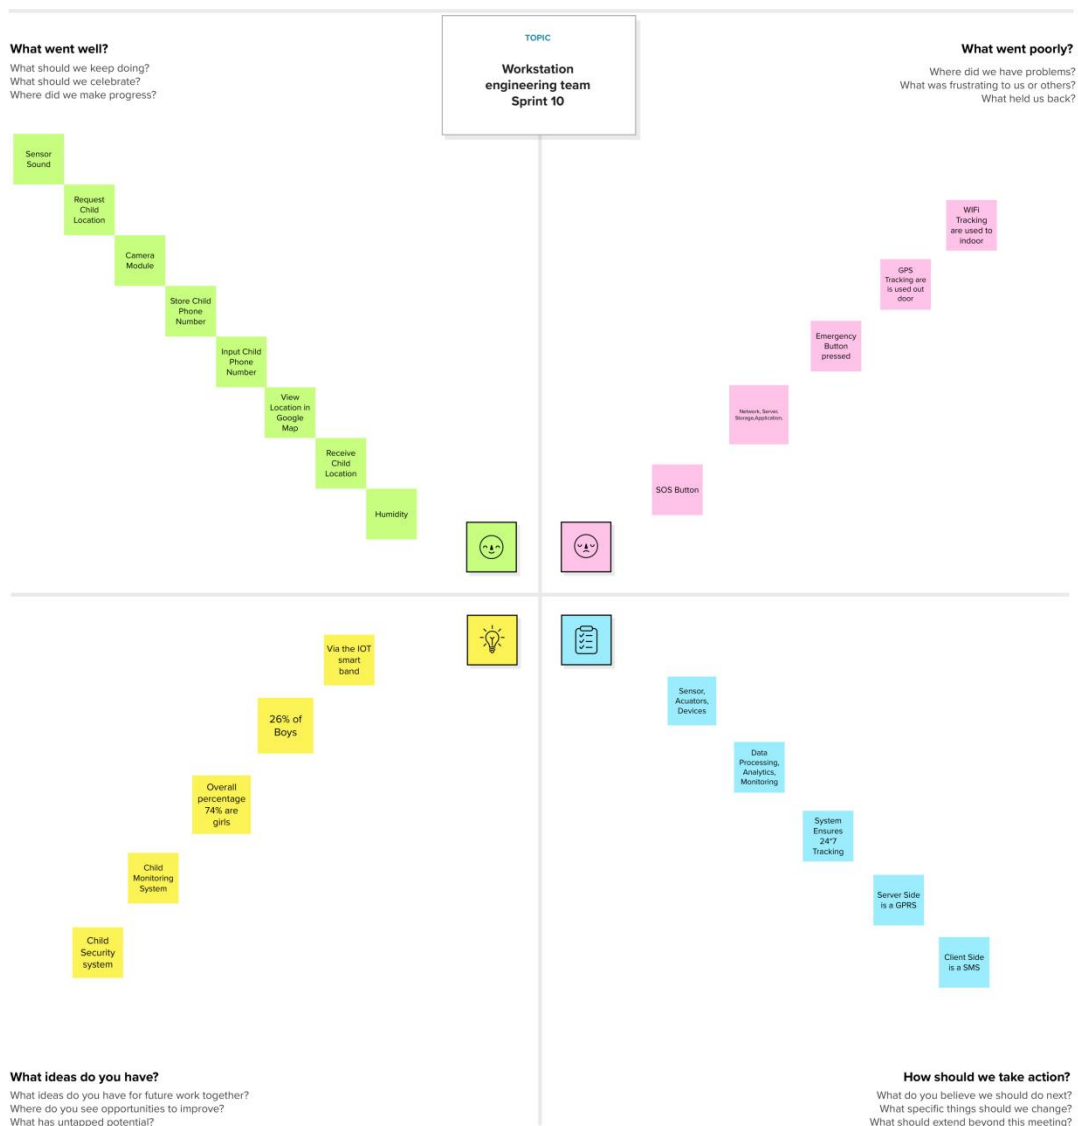 TOPIC
Workstation
engineering team
Sprint 10
What went well?
What should we keep doing?
What should we celebrate?
Where did we make progress?
Sensor
Sound
Request
Child
Location
Camera
Module
Store Child
Phone
Number
Input Child
Phone
Number
View
Location in
Google
Map
Receive
Child
Location
Humidity
What went poorly?
Where did we have problems?
What was frustrating to us or others?
What held us back?
WIFi
Tracking
are used to
indoor
GPS
Tracking are
is used out
door
Emergency
Button
pressed
Network, Server,
Storage,Application.
SOS Button
Via the IOT
smart
band
26% of
Boys
Overall
percentage
74% are
girls
Child
Monitoring
System
Child
Security
system
What ideas do you have?
What ideas do you have for future work together?
Where do you see opportunities to improve?
What has untapped potential?
Sensor,
Acuators,
Devices
Data
Processing,
Analytics,
Monitoring
System
Ensures
24*7
Tracking
Server Side
is a GPRS
Client Side
is a SMS
How should we take action?
What do you believe we should do next?
What specific things should we change?
What should extend beyond this meeting?